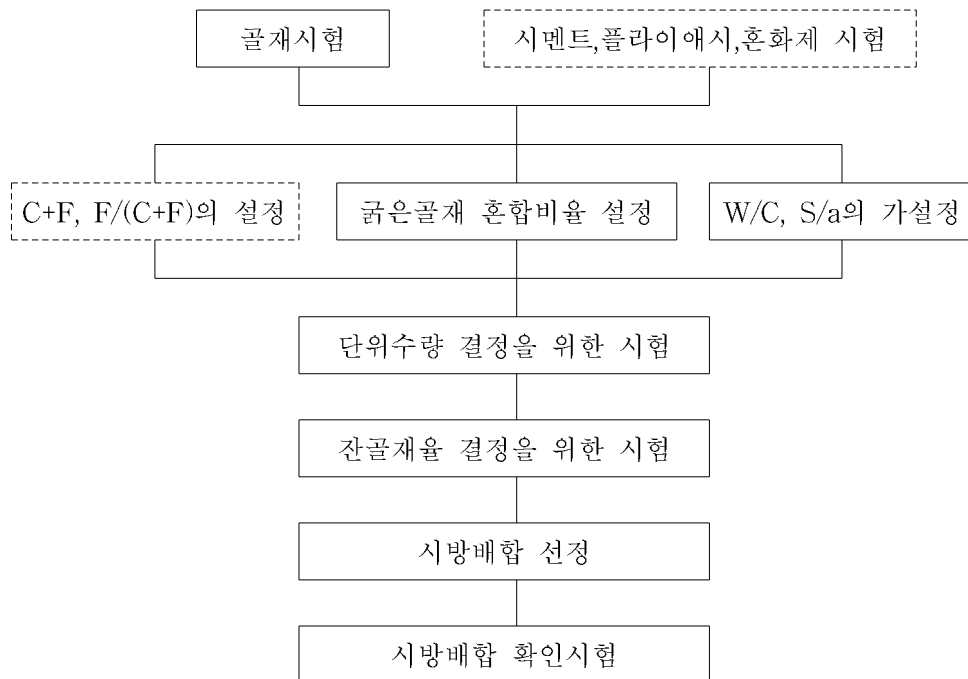 골재시험
시멘트,플라이애시,혼화제 시험
C+F, F/(C+F)의 설정
굵은골재 혼합비율 설정
W/C, S/a의 가설정
단위수량 결정을 위한 시험
잔골재율 결정을 위한 시험
시방배합 선정
시방배합 확인시험